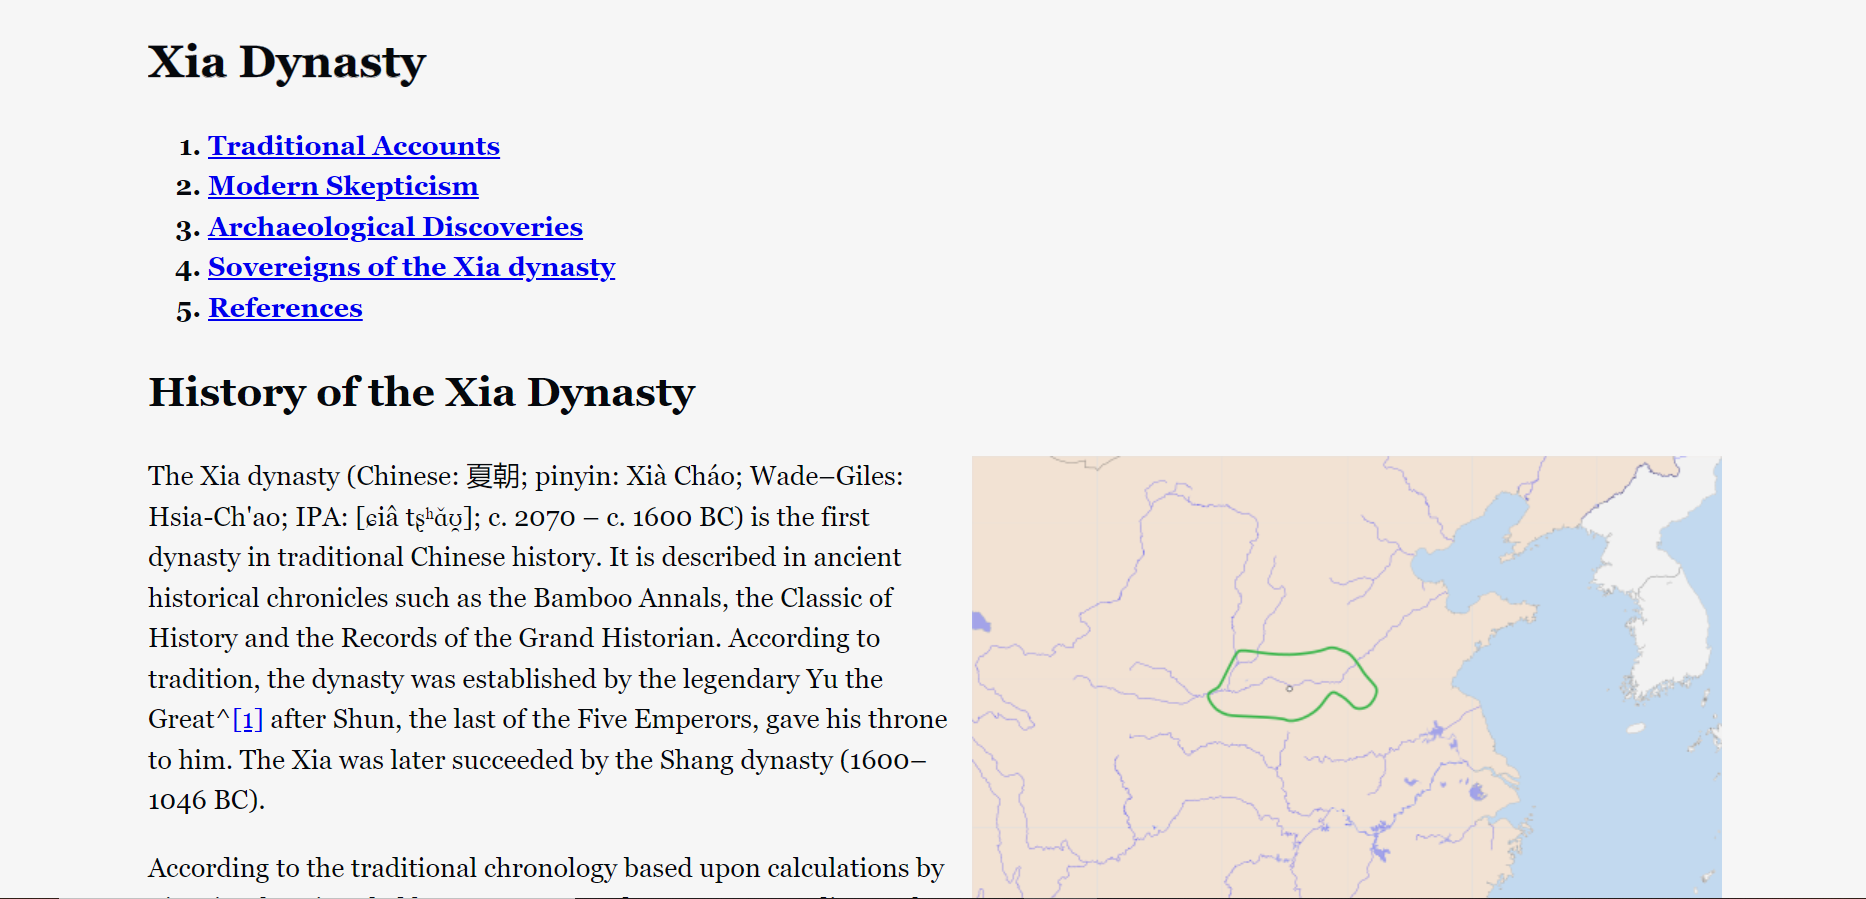 Xia Dynasty
1. Traditional Accounts
2. Modern Skepticism
3. Archaeological Discoveries
4. Sovereigns of the Xia dynasty
5. References
History of the Xia Dynasty
The Xia dynasty (Chinese: 夏朝; pinyin: Xià Cháo; Wade–Giles:
Hsia-Ch'ao; IPA: [ɕiâ tʂʰǎʊ̯]; c. 2070 – c. 1600 BC) is the first
dynasty in traditional Chinese history. It is described in ancient
historical chronicles such as the Bamboo Annals, the Classic of
History and the Records of the Grand Historian. According to
tradition, the dynasty was established by the legendary Yu the
Great^[1] after Shun, the last of the Five Emperors, gave his throne
to him. The Xia was later succeeded by the Shang dynasty (1600–
1046 BC).
According to the traditional chronology based upon calculations by